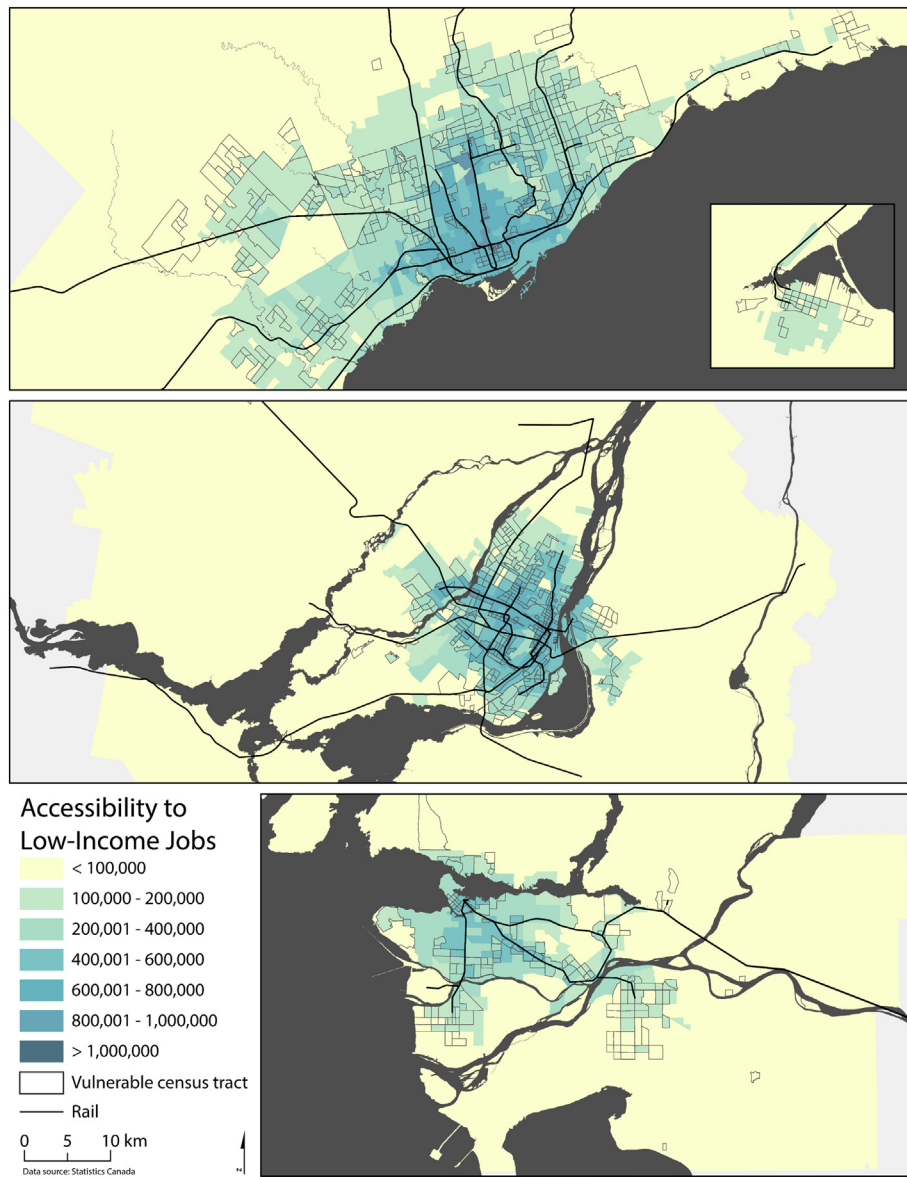 Accessibility to
Low-Income Jobs
< 100,000
100,000 - 200,000
200,001 - 400,000
400,001 - 600,000
600,001 - 800,000
800,001 - 1,000,000
> 1,000,000
Vulnerable census tract
Rail
0 5 10 km
Data source: Statistics Canada
N